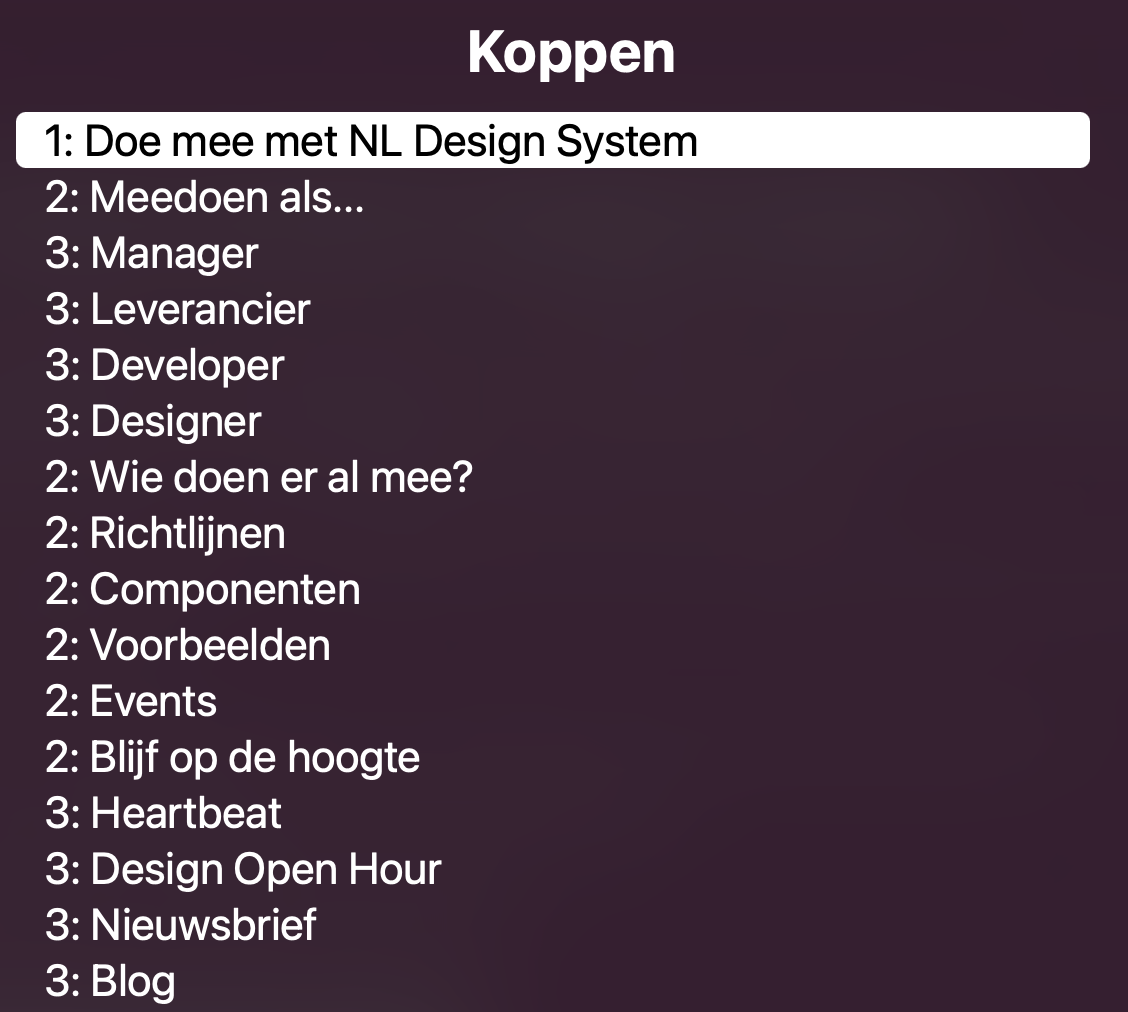 Koppen
1: Doe mee met NL Design System
2: Meedoen als...
3: Manager
3: Leverancier
3: Developer
3: Designer
2: Wie doen er al mee?
2: Richtlijnen
2: Componenten
2: Voorbeelden
2: Events
2: Blijf op de hoogte
3: Heartbeat
3: Design Open Hour
3: Nieuwsbrief
3: Blog